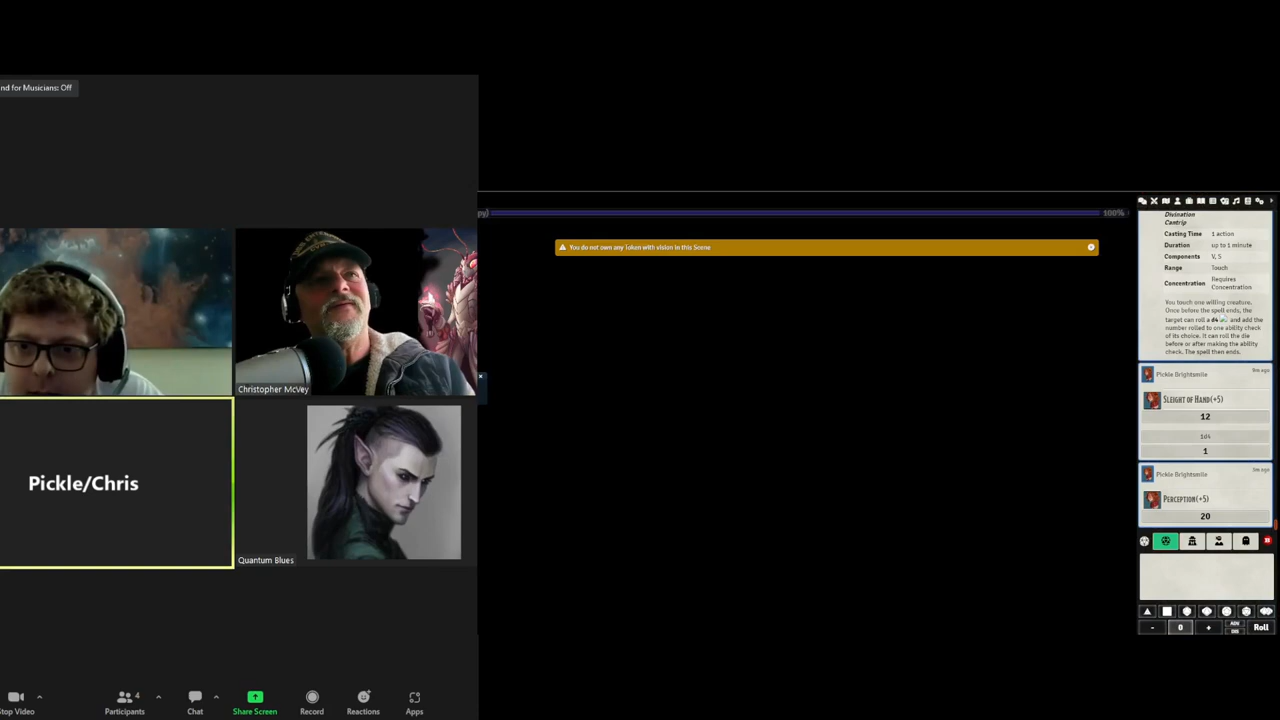 nd for Musicians: Off
py)
100%
You do not own any Token with vision in this Scene
Divination
Cantrip
Casting Time 1 action
Duration up to 1 minute
Components V, S
Range Touch
Concentration Requires
Concentration
You touch one willing creature.
Once before the spell ends, the
target can roll a d4 and add the
number rolled to one ability check
of its choice. It can roll the die
before or after making the ability
check. The spell then ends.
Pickle Brightsmile
SLEIGHT OF HAND(+5)
12
1d4
1
Pickle Brightsmile
PERCEPTION(+5)
20
Christopher McVey
Pickle/Chris
Quantum Blues
- 0 + ADV
DIS Roll
Stop Video
Participants 4
Chat
Share Screen
Record
Reactions
Apps